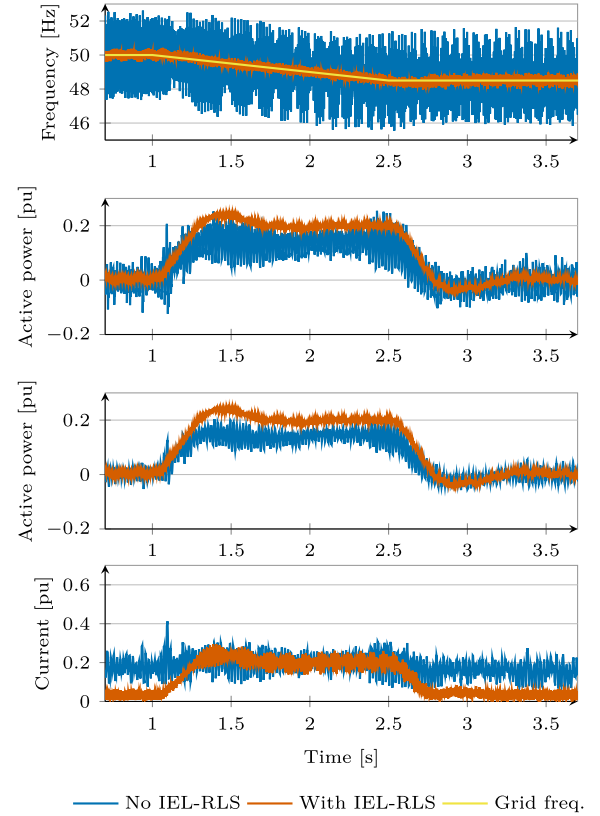 Frequency [Hz]
52
50
48
46
1 1.5 2 2.5 3 3.5
Active power [pu]
0.2
0
−0.2
1 1.5 2 2.5 3 3.5
Active power [pu]
0.2
0
−0.2
1 1.5 2 2.5 3 3.5
Current [pu]
0.6
0.4
0.2
0
1 1.5 2 2.5 3 3.5
Time [s]
No IEL-RLS With IEL-RLS Grid freq.